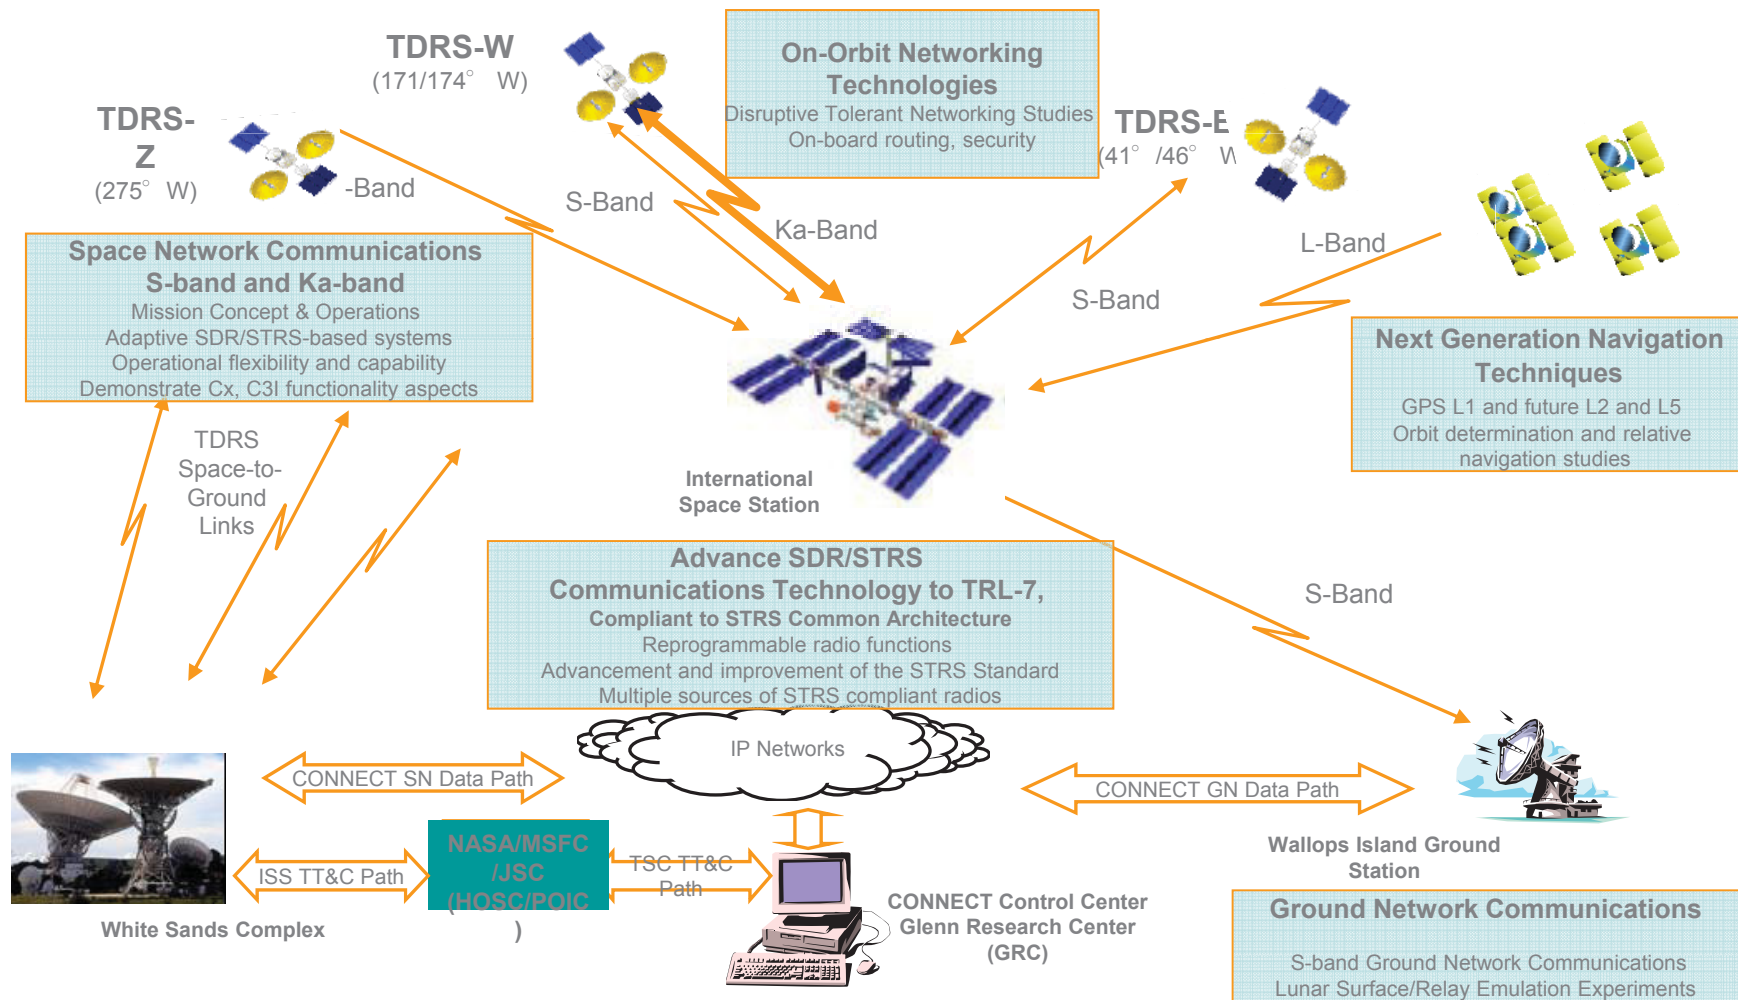 TDRS-W
(171/174° W)
On-Orbit Networking
Technologies
Disruptive Tolerant Networking Studies
On-board routing, security
TDRS-
Z
(275° W)
-Band
S-Band
Ka-Band
TDRS-E
(41° /46° W
S-Band
L-Band
Space Network Communications
S-band and Ka-band
Mission Concept & Operations
Adaptive SDR/STRS-based systems
Operational flexibility and capability
Demonstrate Cx, C3I functionality aspects
Next Generation Navigation
Techniques
GPS L1 and future L2 and L5
Orbit determination and relative
navigation studies
TDRS
Space-to-
Ground
Links
International
Space Station
Advance SDR/STRS
Communications Technology to TRL-7,
Compliant to STRS Common Architecture
Reprogrammable radio functions
Advancement and improvement of the STRS Standard
Multiple sources of STRS compliant radios
S-Band
IP Networks
CONNECT SN Data Path
CONNECT GN Data Path
NASA/MSFC
/JSC
(HOSC/POIC
)
ISS TT&C Path
TSC TT&C
Path
White Sands Complex
CONNECT Control Center
Glenn Research Center
(GRC)
Wallops Island Ground
Station
Ground Network Communications
S-band Ground Network Communications
Lunar Surface/Relay Emulation Experiments